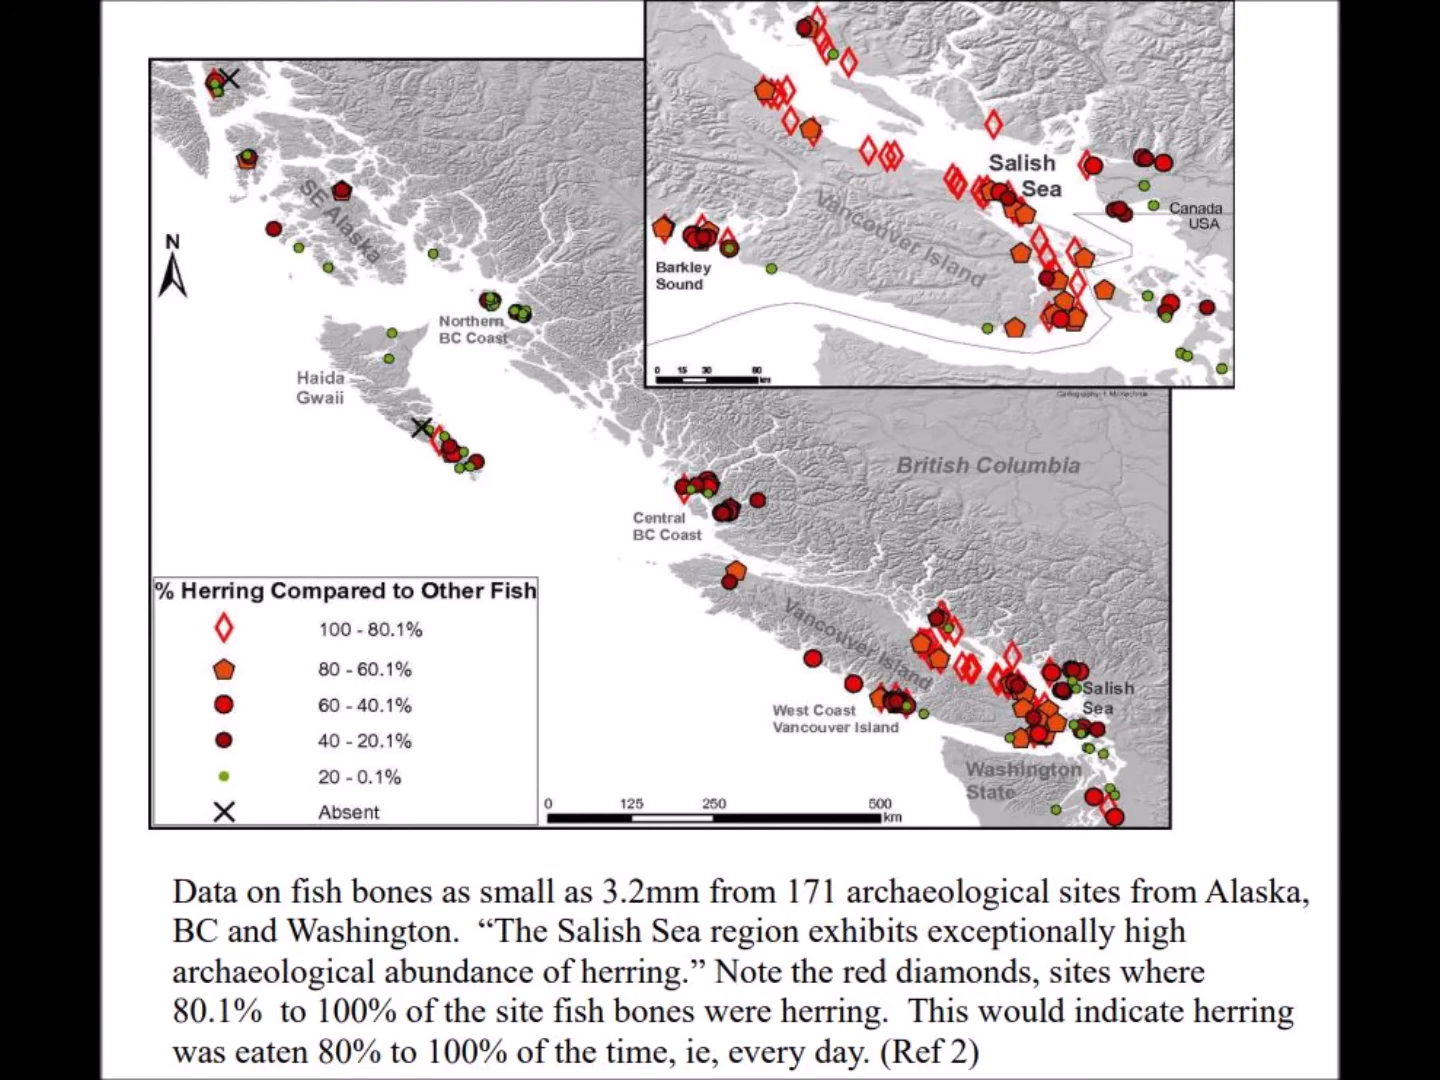 Salish
Sea
Canada
USA
Vancouver Island
Barkley
Sound
0 15 30 60
km
N
SE Alaska
Northern
BC Coast
Haida
Gwaii
British Columbia
Central
BC Coast
Vancouver Island
West Coast
Vancouver Island
Salish
Sea
Washington
State
% Herring Compared to Other Fish
100 - 80.1%
80 - 60.1%
60 - 40.1%
40 - 20.1%
20 - 0.1%
Absent
0 125 250 500
km
Data on fish bones as small as 3.2mm from 171 archaeological sites from Alaska,
BC and Washington. “The Salish Sea region exhibits exceptionally high
archaeological abundance of herring.” Note the red diamonds, sites where
80.1% to 100% of the site fish bones were herring. This would indicate herring
was eaten 80% to 100% of the time, ie, every day. (Ref 2)